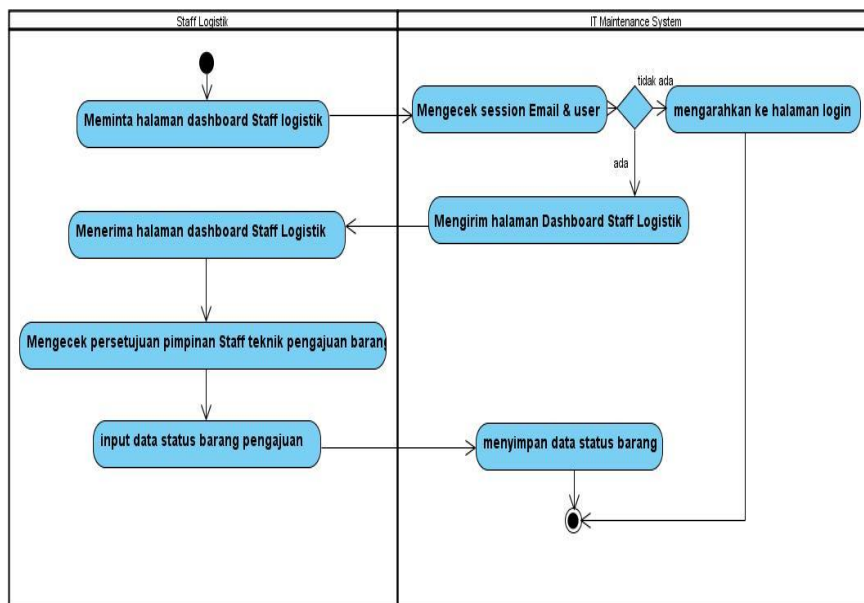 Staff Logistik
IT Maintenance System
Meminta halaman dashboard Staff logistik
Mengecek session Email & user
tidak ada
mengarahkan ke halaman login
ada
Menerima halaman dashboard Staff Logistik
Mengirim halaman Dashboard Staff Logistik
Mengecek persetujuan pimpinan Staff teknik pengajuan barang
input data status barang pengajuan
menyimpan data status barang